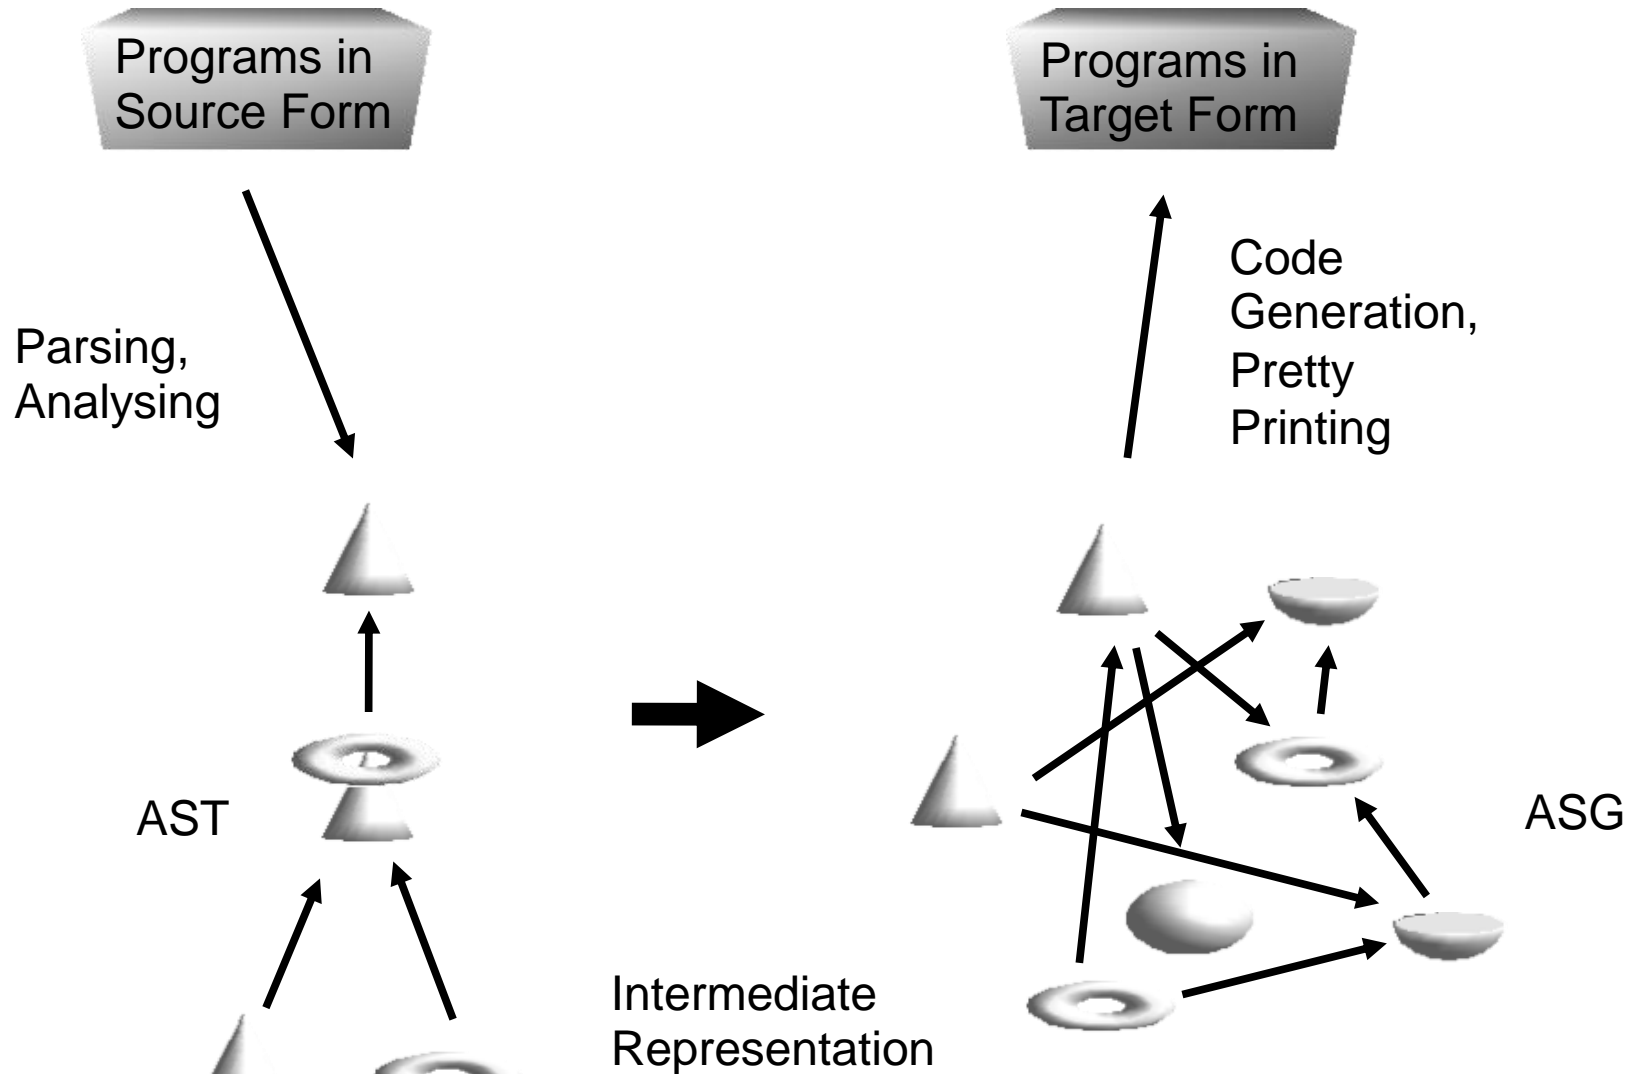 Programs in
Source Form
Programs in
Target Form
Parsing,
Analysing
Code
Generation,
Pretty
Printing
AST
ASG
Intermediate
Representation